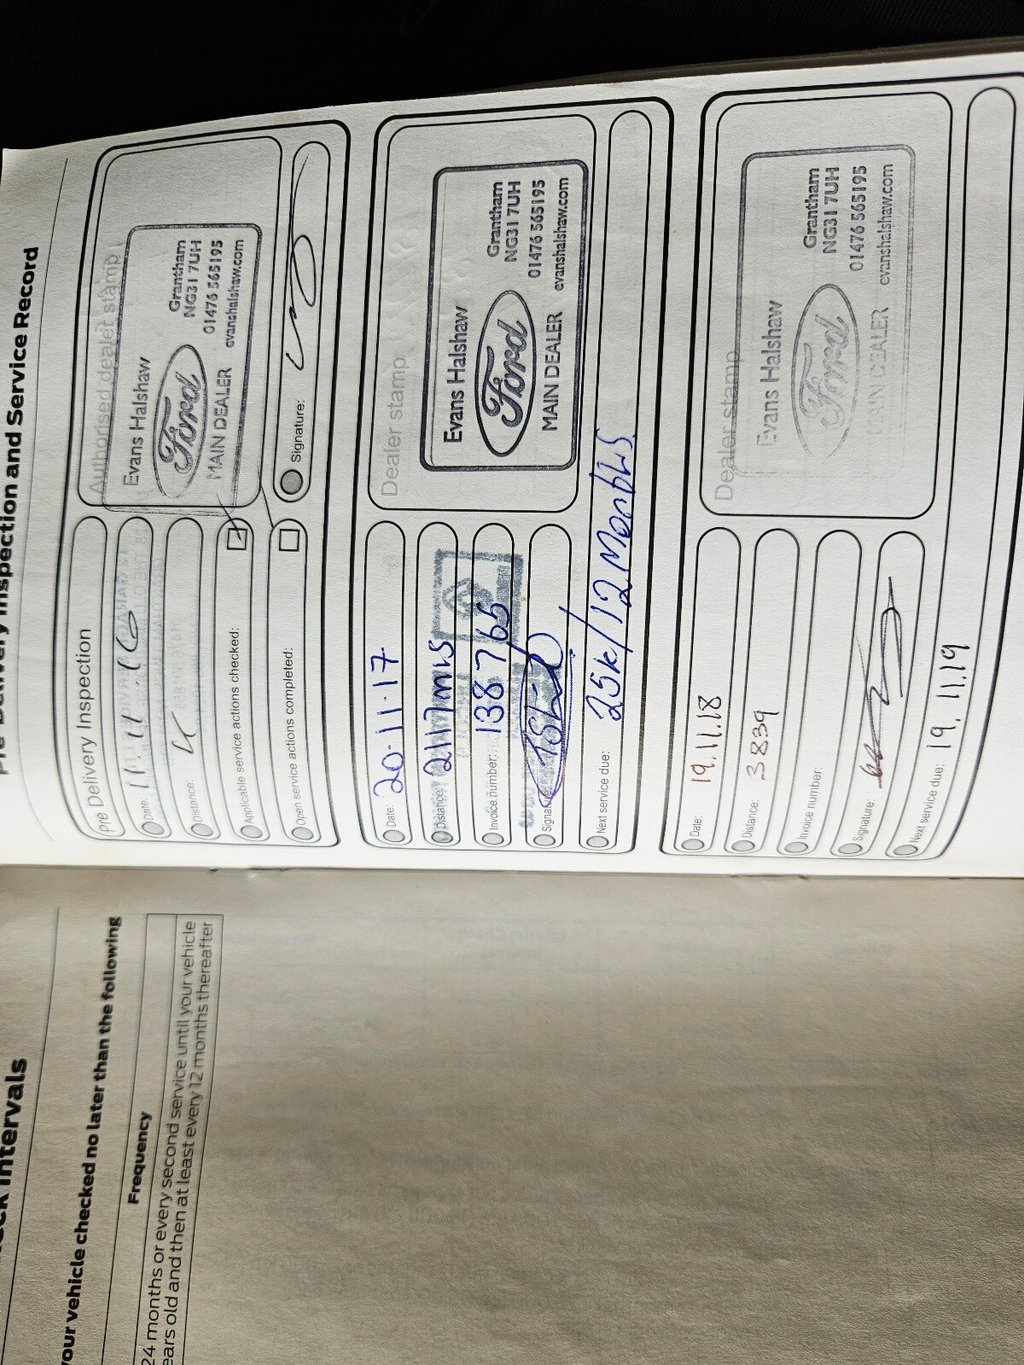 Inspection and Service Record
Pre Delivery Inspection
Date: 11.11.16
Distance:
Applicable service actions checked:
Open service actions completed:
Authorised dealer stamp
Evans Halshaw
Ford
MAIN DEALER
Grantham
NG31 7UH
01476 565195
evanshalshaw.com
Signature:
Date: 20.11.17
Distance: 2117 mls
Invoice number: 138765
Next service due: 25k/12 Months
Dealer stamp
Evans Halshaw
Ford
MAIN DEALER
Grantham
NG31 7UH
01476 565195
evanshalshaw.com
Date: 19.11.18
Distance: 3839
Invoice number:
Signature:
Next service due: 19.11.19
Dealer stamp
Evans Halshaw
Ford
MAIN DEALER
Grantham
NG31 7UH
01476 565195
evanshalshaw.com
Intervals
your vehicle checked no later than the following
Frequency
24 months or every second service until your vehicle
years old and then at least every 12 months thereafter